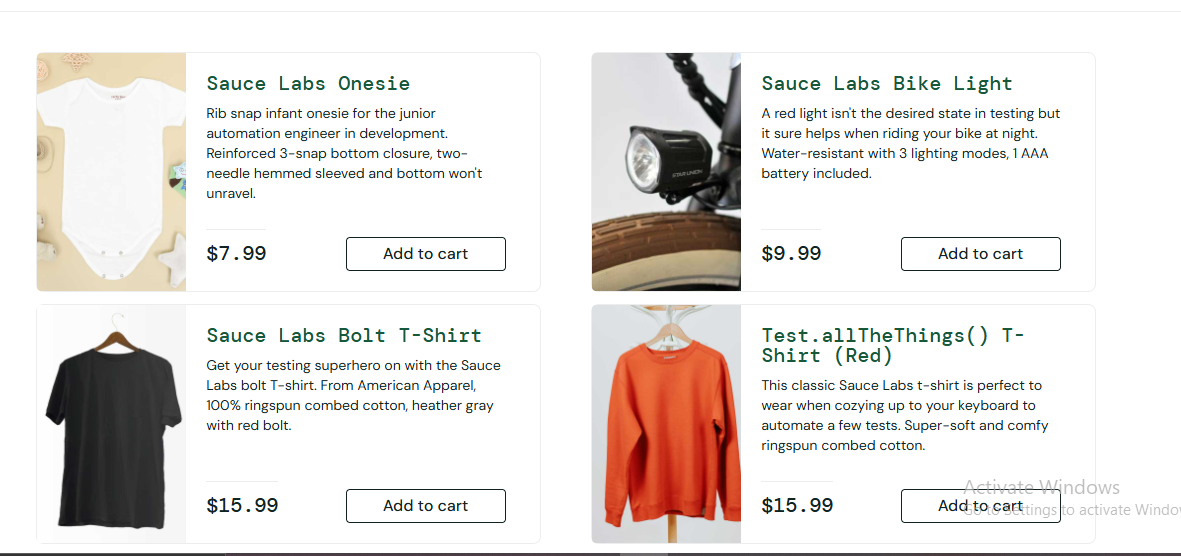 Sauce Labs Onesie
Rib snap infant onesie for the junior
automation engineer in development.
Reinforced 3-snap bottom closure, two-
needle hemmed sleeved and bottom won't
unravel.
$7.99
Add to cart
Sauce Labs Bike Light
A red light isn't the desired state in testing but
it sure helps when riding your bike at night.
Water-resistant with 3 lighting modes, 1 AAA
battery included.
$9.99
Add to cart
Sauce Labs Bolt T-Shirt
Get your testing superhero on with the Sauce
Labs bolt T-shirt. From American Apparel,
100% ringspun combed cotton, heather gray
with red bolt.
$15.99
Add to cart
Test.allTheThings() T-
Shirt (Red)
This classic Sauce Labs t-shirt is perfect to
wear when cozying up to your keyboard to
automate a few tests. Super-soft and comfy
ringspun combed cotton.
$15.99
Add to cart
Activate Windows
Go to Settings to activate Windo